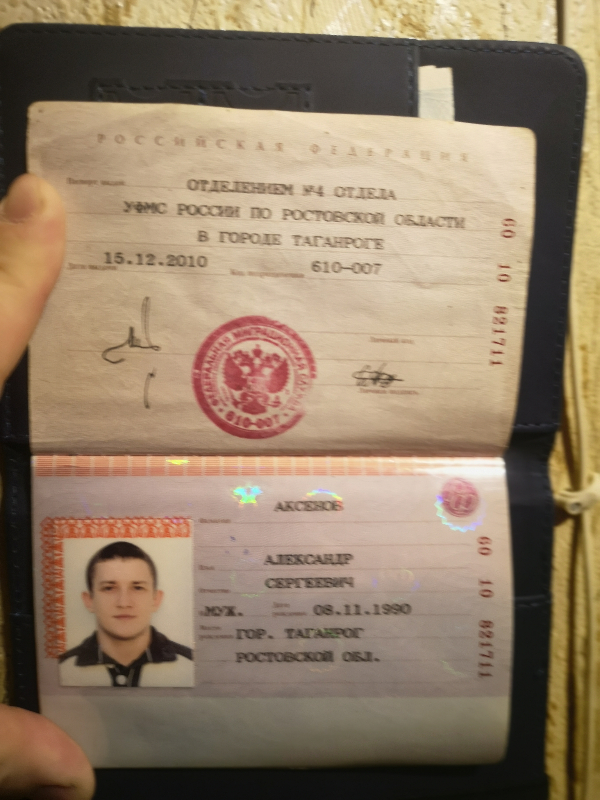 РОССИЙСКАЯ ФЕДЕРАЦИЯ
Паспорт выдан ОТДЕЛЕНИЕМ №4 ОТДЕЛА
УФМС РОССИИ ПО РОСТОВСКОЙ ОБЛАСТИ
В ГОРОДЕ ТАГАНРОГЕ
Дата выдачи 15.12.2010 Код подразделения 610-007
Личный код
Личная подпись
ФЕДЕРАЛЬНАЯ МИГРАЦИОННАЯ СЛУЖБА
610-007
60 10 821711
Фамилия АКСЕНОВ
Имя АЛЕКСАНДР
Отчество СЕРГЕЕВИЧ
МУЖ. Дата рождения 08.11.1990
Место рождения ГОР. ТАГАНРОГ
РОСТОВСКОЙ ОБЛ.
60 10 821711